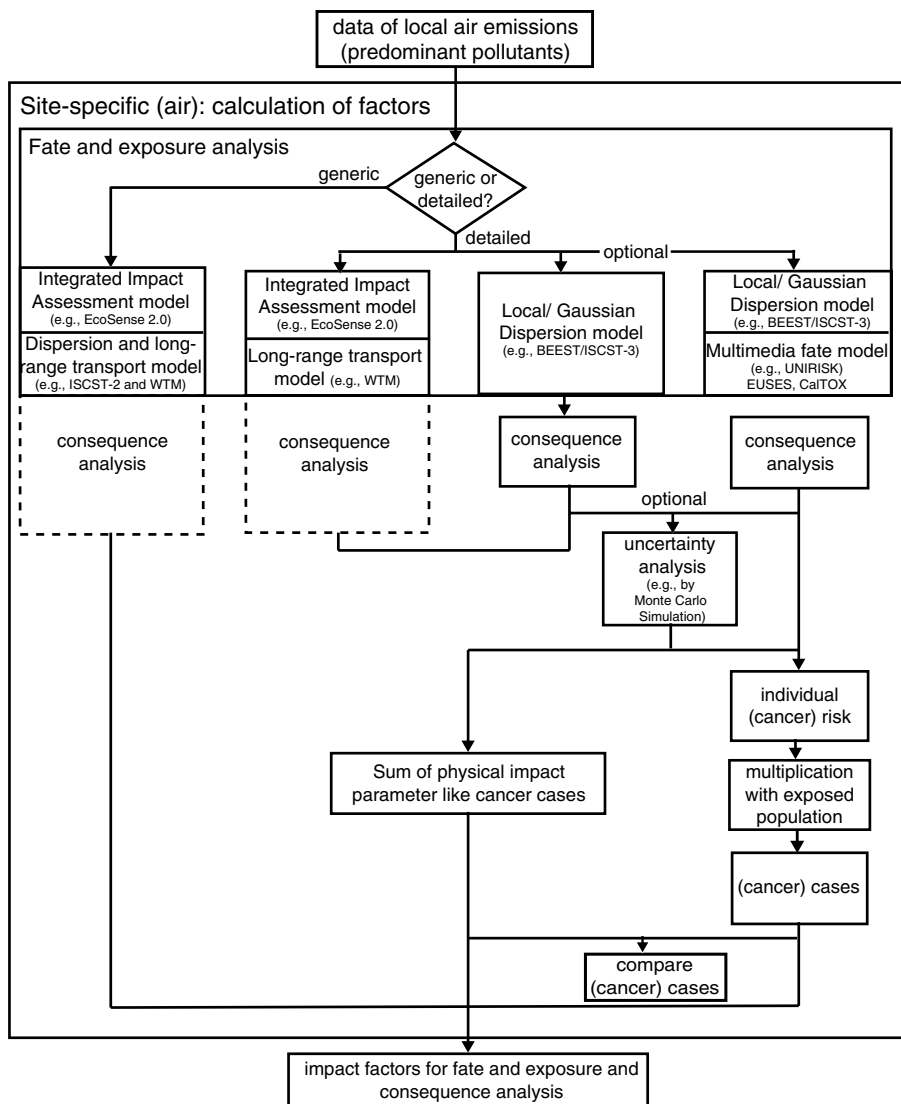 data of local air emissions
(predominant pollutants)
Site-specific (air): calculation of factors
Fate and exposure analysis
generic
generic or
detailed?
detailed
optional
Integrated Impact
Assessment model
(e.g., EcoSense 2.0)
Dispersion and long-
range transport model
(e.g., ISCST-2 and WTM)
Integrated Impact
Assessment model
(e.g., EcoSense 2.0)
Long-range transport
model (e.g., WTM)
Local/ Gaussian
Dispersion model
(e.g., BEEST/ISCST-3)
Local/ Gaussian
Dispersion model
(e.g., BEEST/ISCST-3)
Multimedia fate model
(e.g., UNIRISK)
EUSES, CalTOX
consequence
analysis
consequence
analysis
consequence
analysis
consequence
analysis
optional
uncertainty
analysis
(e.g., by
Monte Carlo
Simulation)
individual
(cancer) risk
Sum of physical impact
parameter like cancer cases
multiplication
with exposed
population
(cancer) cases
compare
(cancer) cases
impact factors for fate and exposure and
consequence analysis